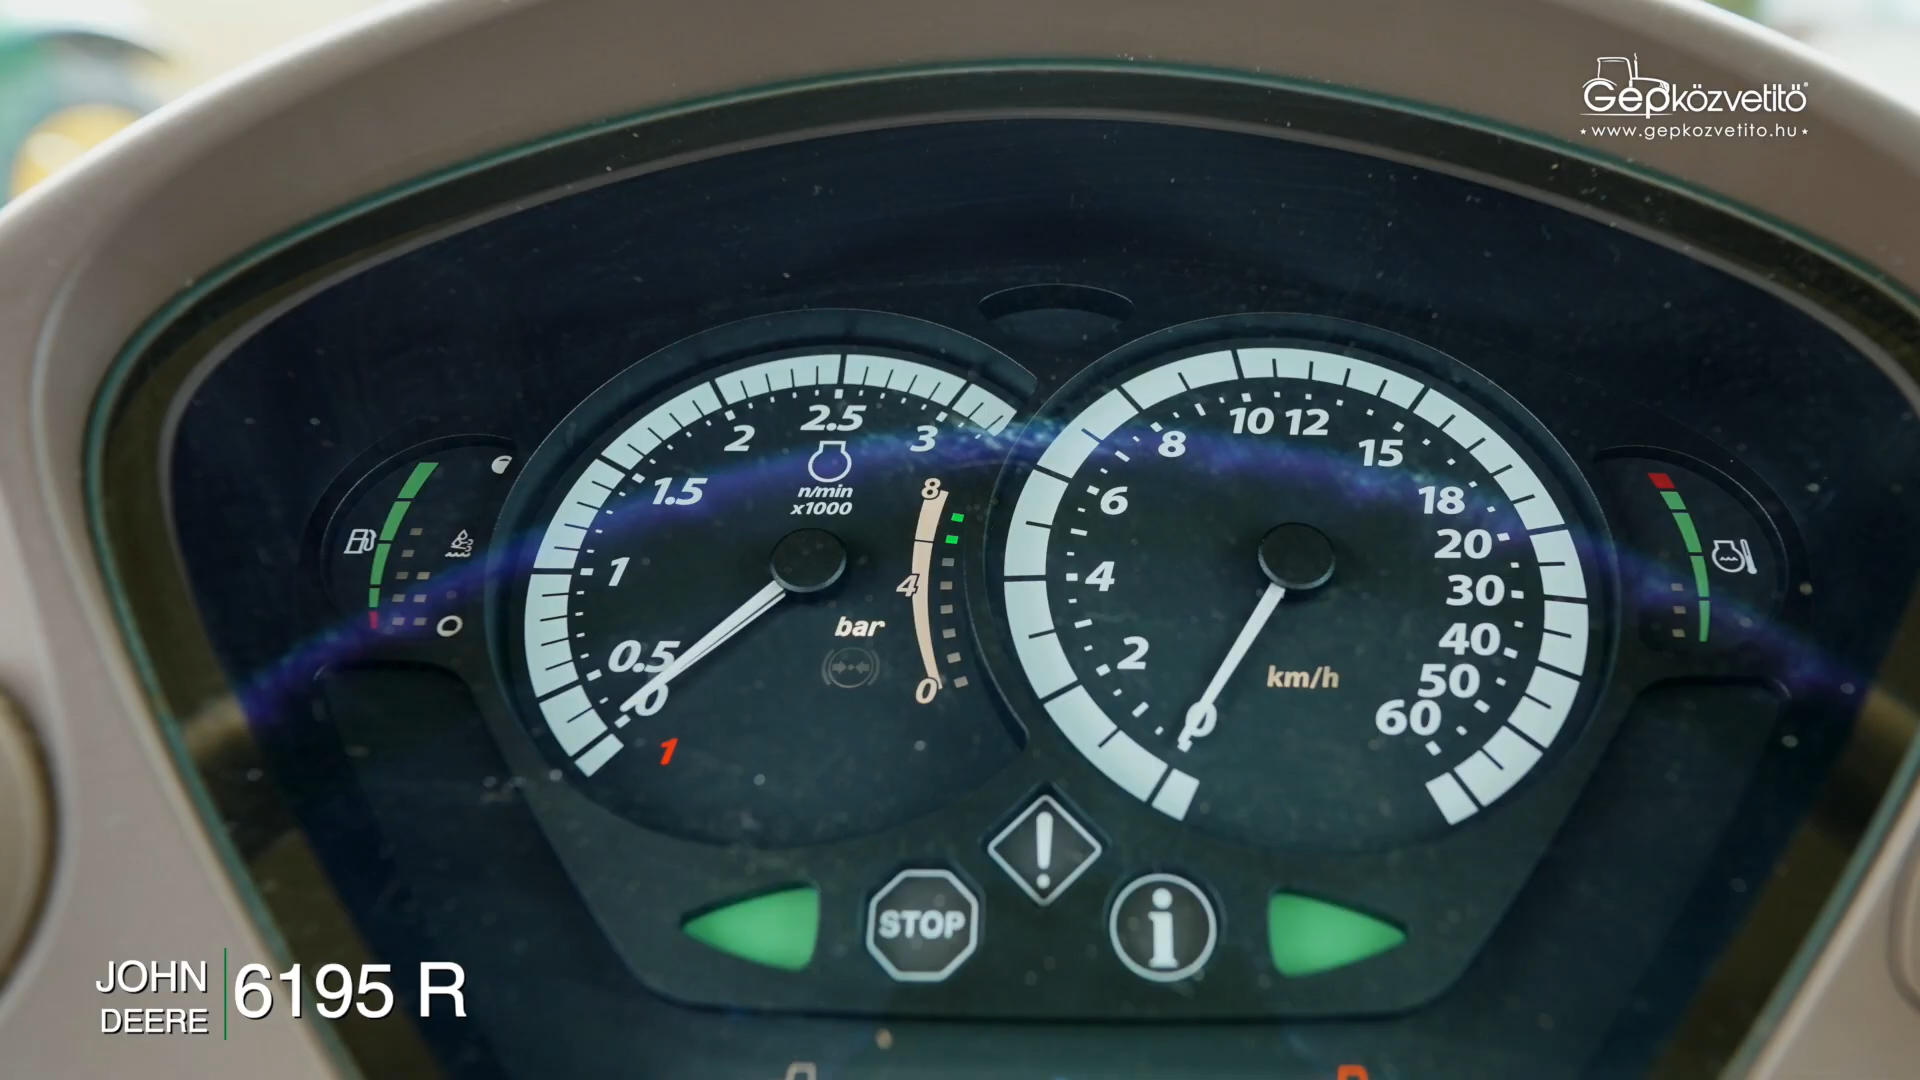 Gépközvetítő
www.gepkozvetito.hu
0
0.5
1
1.5
2
2.5
3
n/min
x1000
8
4
0
bar
1
0
2
4
6
8
10
12
15
18
20
30
40
50
60
km/h
STOP
JOHN
DEERE
6195 R